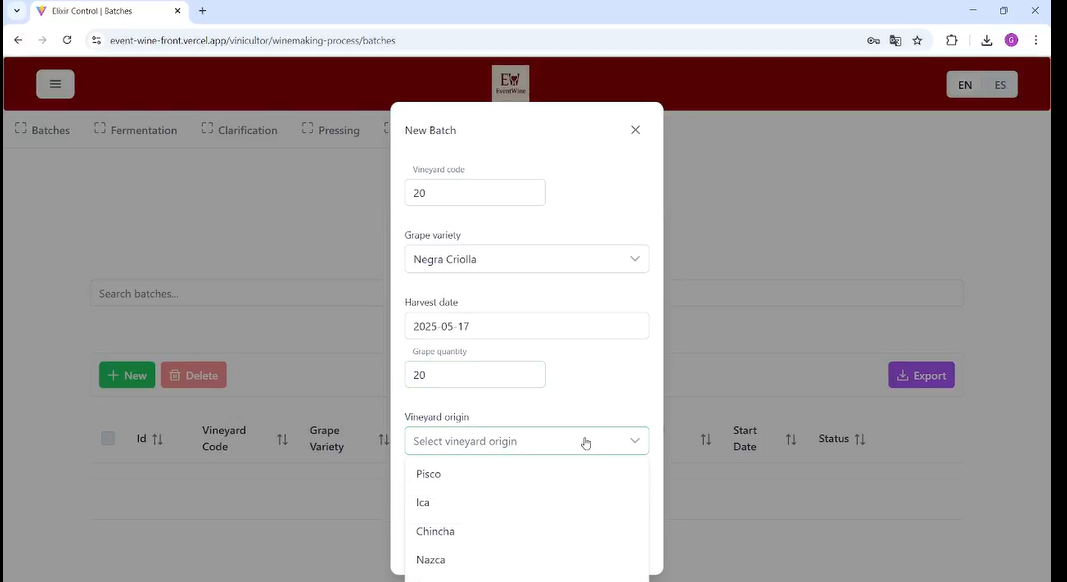 Elixir Control | Batches
event-wine-front.vercel.app/vinicultor/winemaking-process/batches
G
EW
EventWine
EN ES
Batches Fermentation Clarification Pressing
New Batch
Vineyard code
20
Grape variety
Negra Criolla
Search batches...
Harvest date
2025-05-17
Grape quantity
20
New Delete Export
Vineyard origin
Select vineyard origin
Id Vineyard Code Grape Variety Start Date Status
Pisco
Ica
Chincha
Nazca